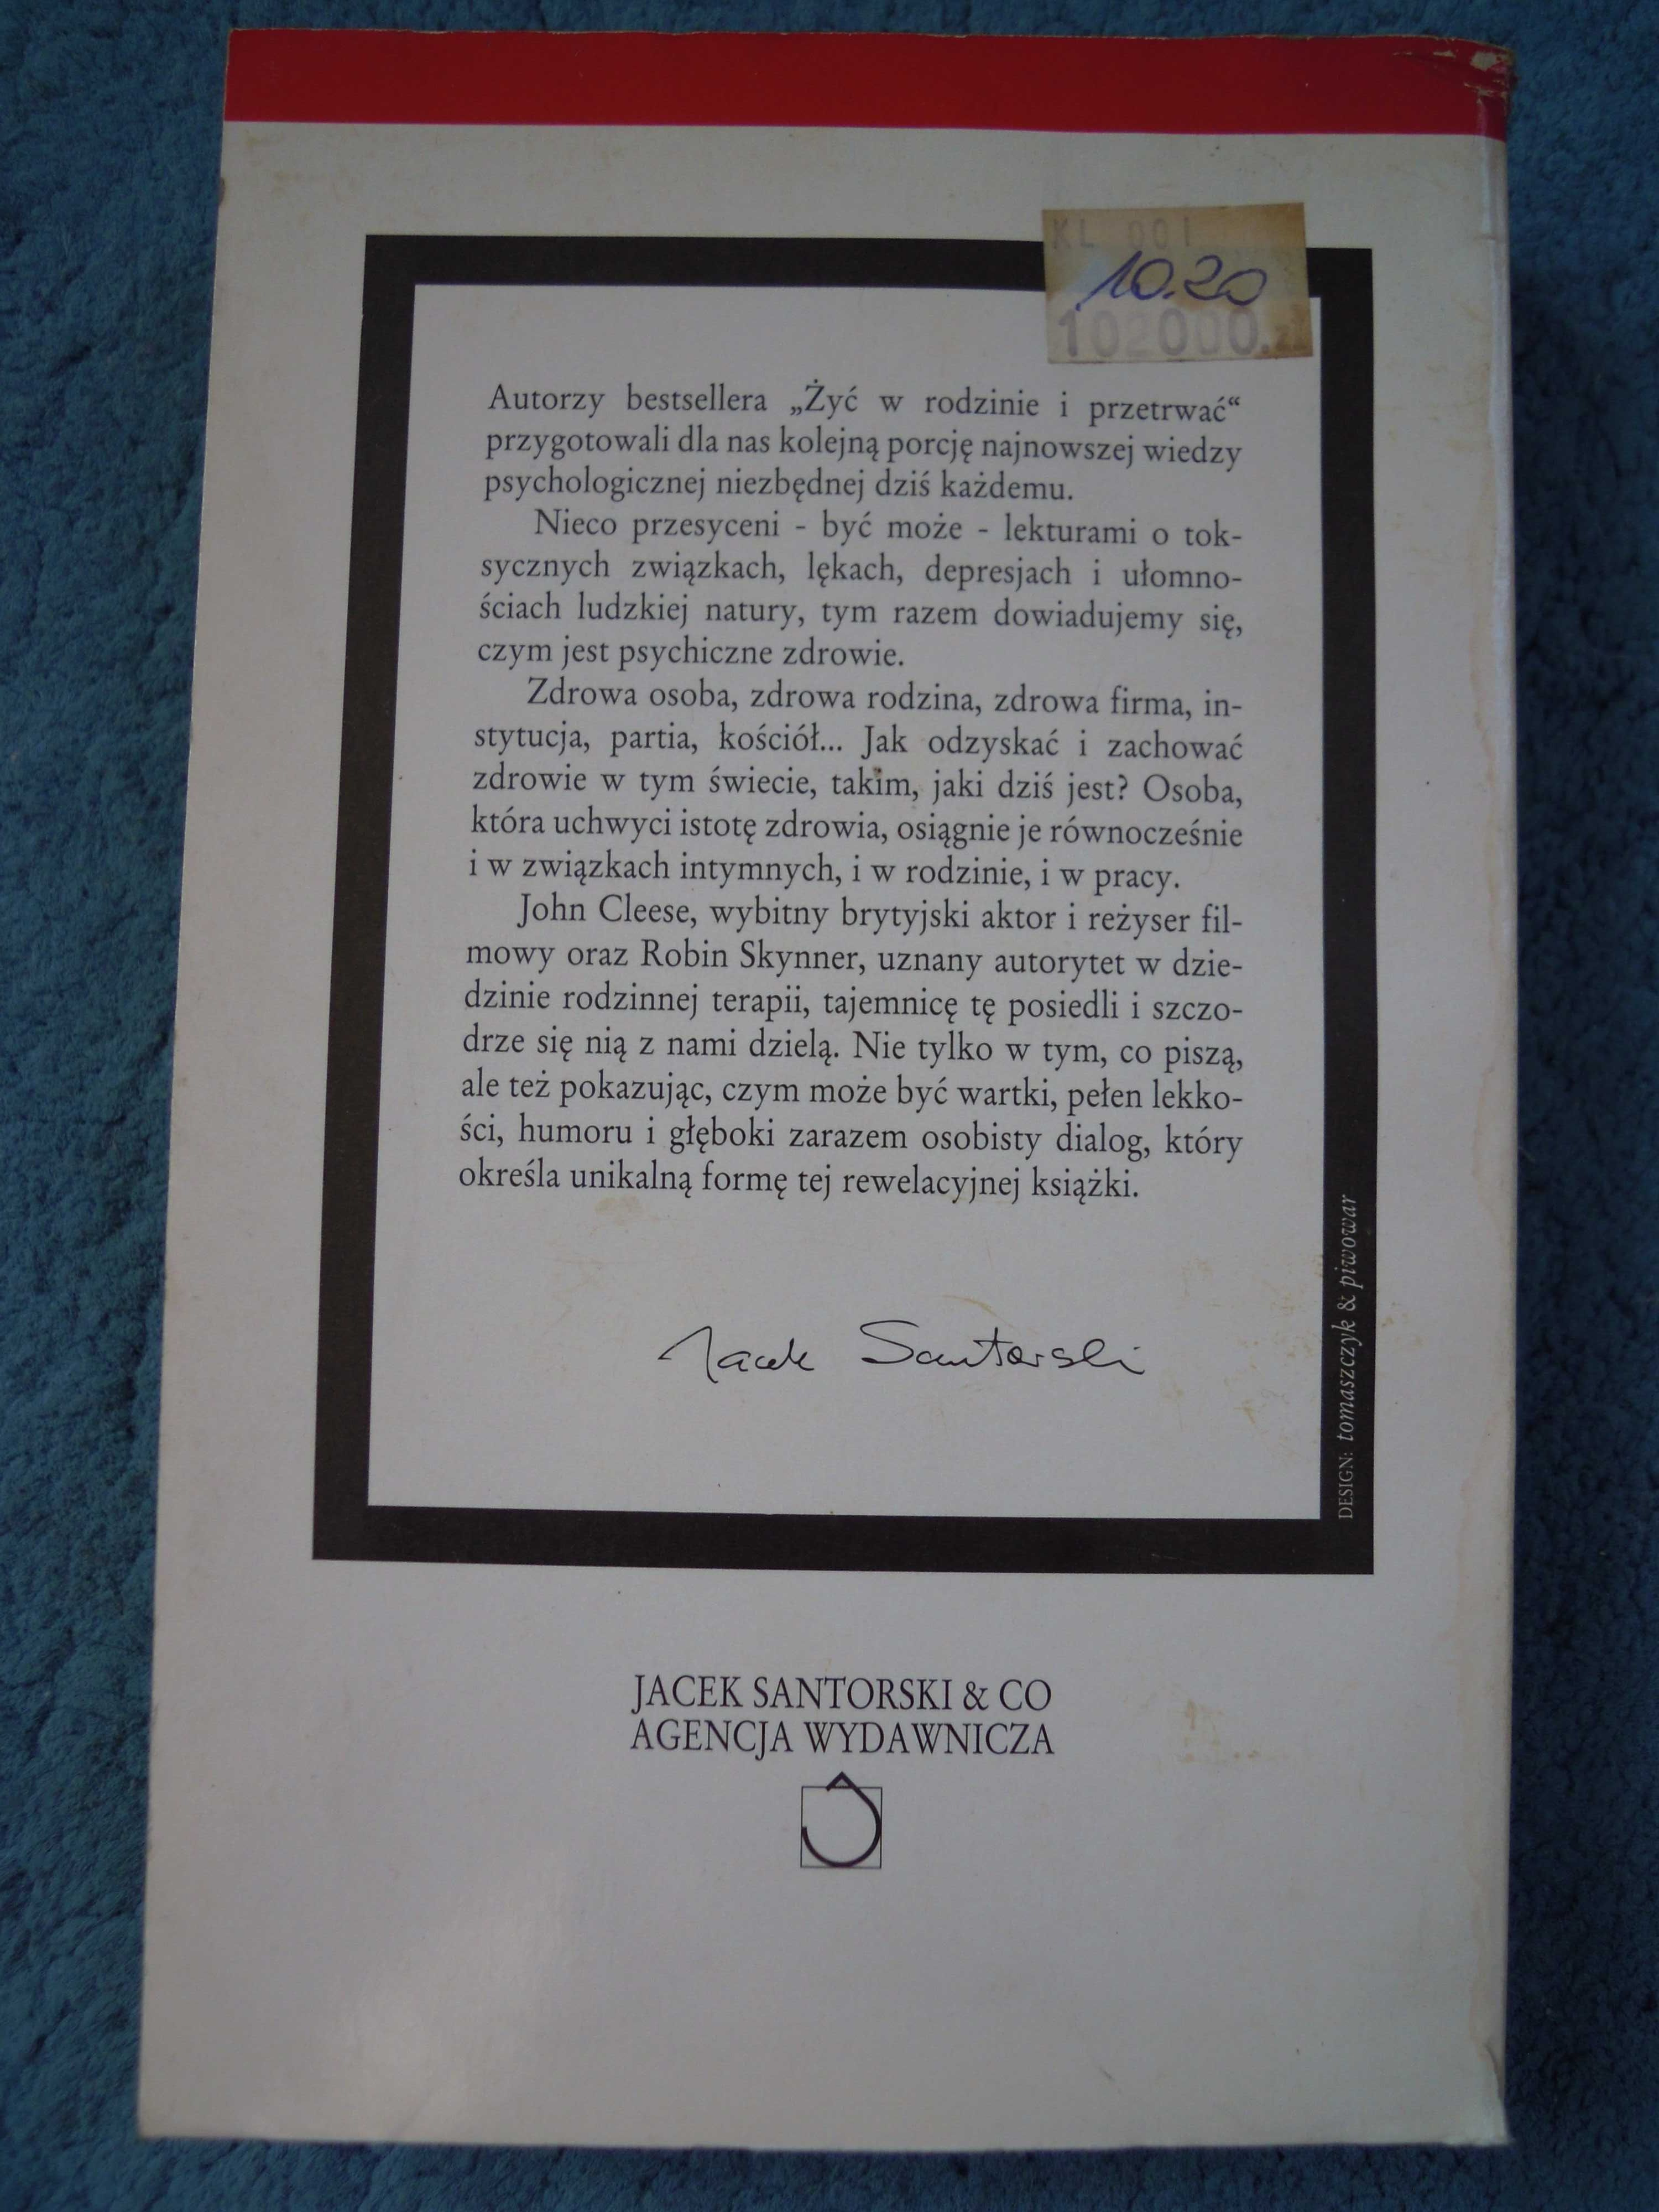 KL 001
10.20
102000.zł
Autorzy bestsellera „Żyć w rodzinie i przetrwać“
przygotowali dla nas kolejną porcję najnowszej wiedzy
psychologicznej niezbędnej dziś każdemu.
Nieco przesyceni - być może - lekturami o tok-
sycznych związkach, lękach, depresjach i ułomno-
ściach ludzkiej natury, tym razem dowiadujemy się,
czym jest psychiczne zdrowie.
Zdrowa osoba, zdrowa rodzina, zdrowa firma, in-
stytucja, partia, kościół... Jak odzyskać i zachować
zdrowie w tym świecie, takim, jaki dziś jest? Osoba,
która uchwyci istotę zdrowia, osiągnie je równocześnie
i w związkach intymnych, i w rodzinie, i w pracy.
John Cleese, wybitny brytyjski aktor i reżyser fil-
mowy oraz Robin Skynner, uznany autorytet w dzie-
dzinie rodzinnej terapii, tajemnicę tę posiedli i szczo-
drze się nią z nami dzielą. Nie tylko w tym, co piszą,
ale też pokazując, czym może być wartki, pełen lekko-
ści, humoru i głęboki zarazem osobisty dialog, który
określa unikalną formę tej rewelacyjnej książki.
Jacek Santorski
DESIGN: tomaszczyk & piwowar
JACEK SANTORSKI & CO
AGENCJA WYDAWNICZA